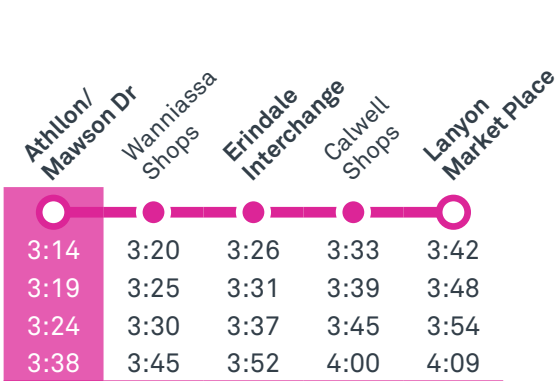 Athllon/
Mawson Dr
Wanniassa
Shops
Erindale
Interchange
Calwell
Shops
Lanyon
Market Place
3:14 3:20 3:26 3:33 3:42
3:19 3:25 3:31 3:39 3:48
3:24 3:30 3:37 3:45 3:54
3:38 3:45 3:52 4:00 4:09